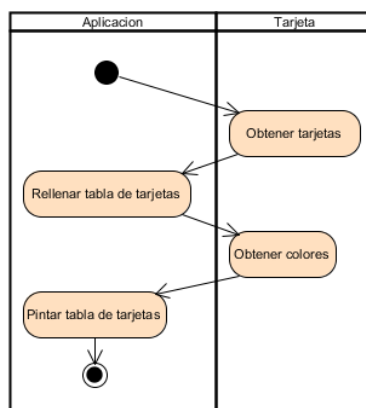 Aplicacion
Tarjeta
Obtener tarjetas
Rellenar tabla de tarjetas
Obtener colores
Pintar tabla de tarjetas